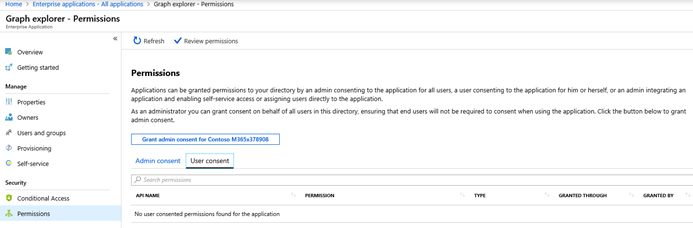 Home > Enterprise applications - All applications > Graph explorer - Permissions
Graph explorer - Permissions
Enterprise Application
«
Overview
Getting started
Manage
Properties
Owners
Users and groups
Provisioning
Self-service
Security
Conditional Access
Permissions
Refresh
Review permissions
Permissions
Applications can be granted permissions to your directory by an admin consenting to the application for all users, a user consenting to the application for him or herself, or an admin integrating an
application and enabling self-service access or assigning users directly to the application.
As an administrator you can grant consent on behalf of all users in this directory, ensuring that end users will not be required to consent when using the application. Click the button below to grant
admin consent.
Grant admin consent for Contoso M365x378908
Admin consent User consent
Search permissions
API NAME PERMISSION TYPE GRANTED THROUGH GRANTED BY
No user consented permissions found for the application